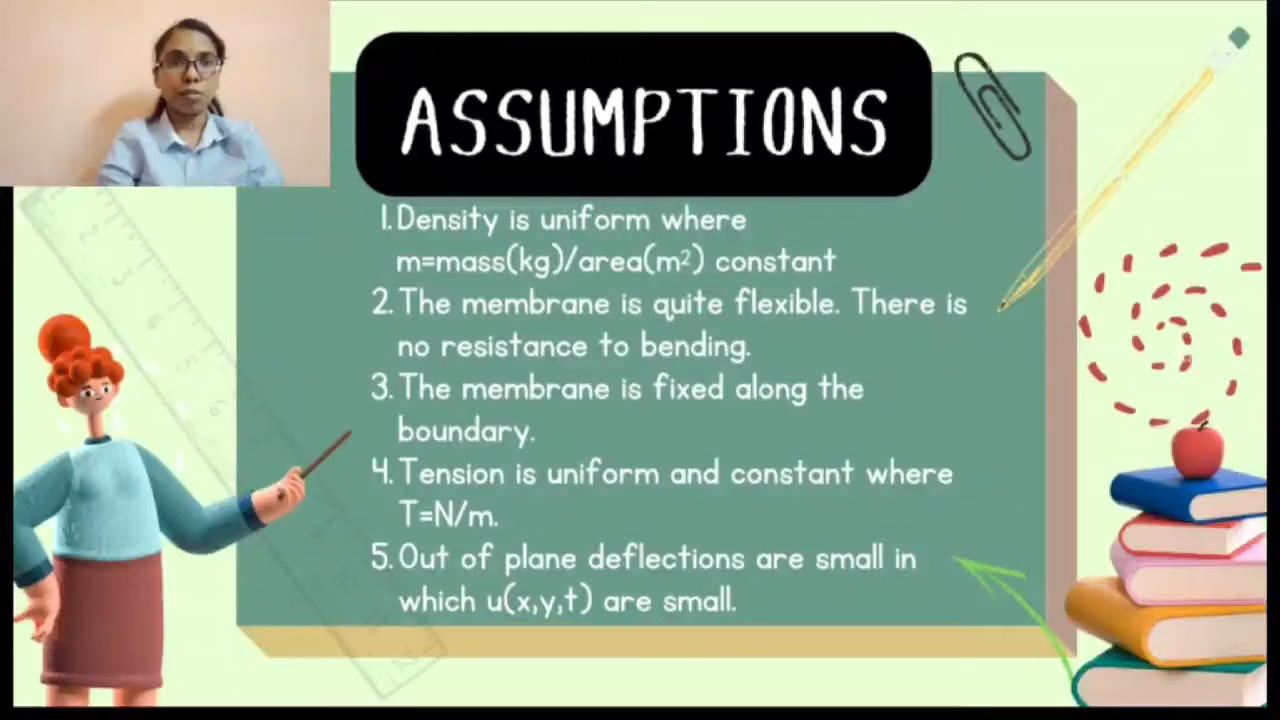 ASSUMPTIONS
1. Density is uniform where
m=mass(kg)/area(m²) constant
2. The membrane is quite flexible. There is
no resistance to bending.
3. The membrane is fixed along the
boundary.
4. Tension is uniform and constant where
T=N/m.
5. Out of plane deflections are small in
which u(x,y,t) are small.